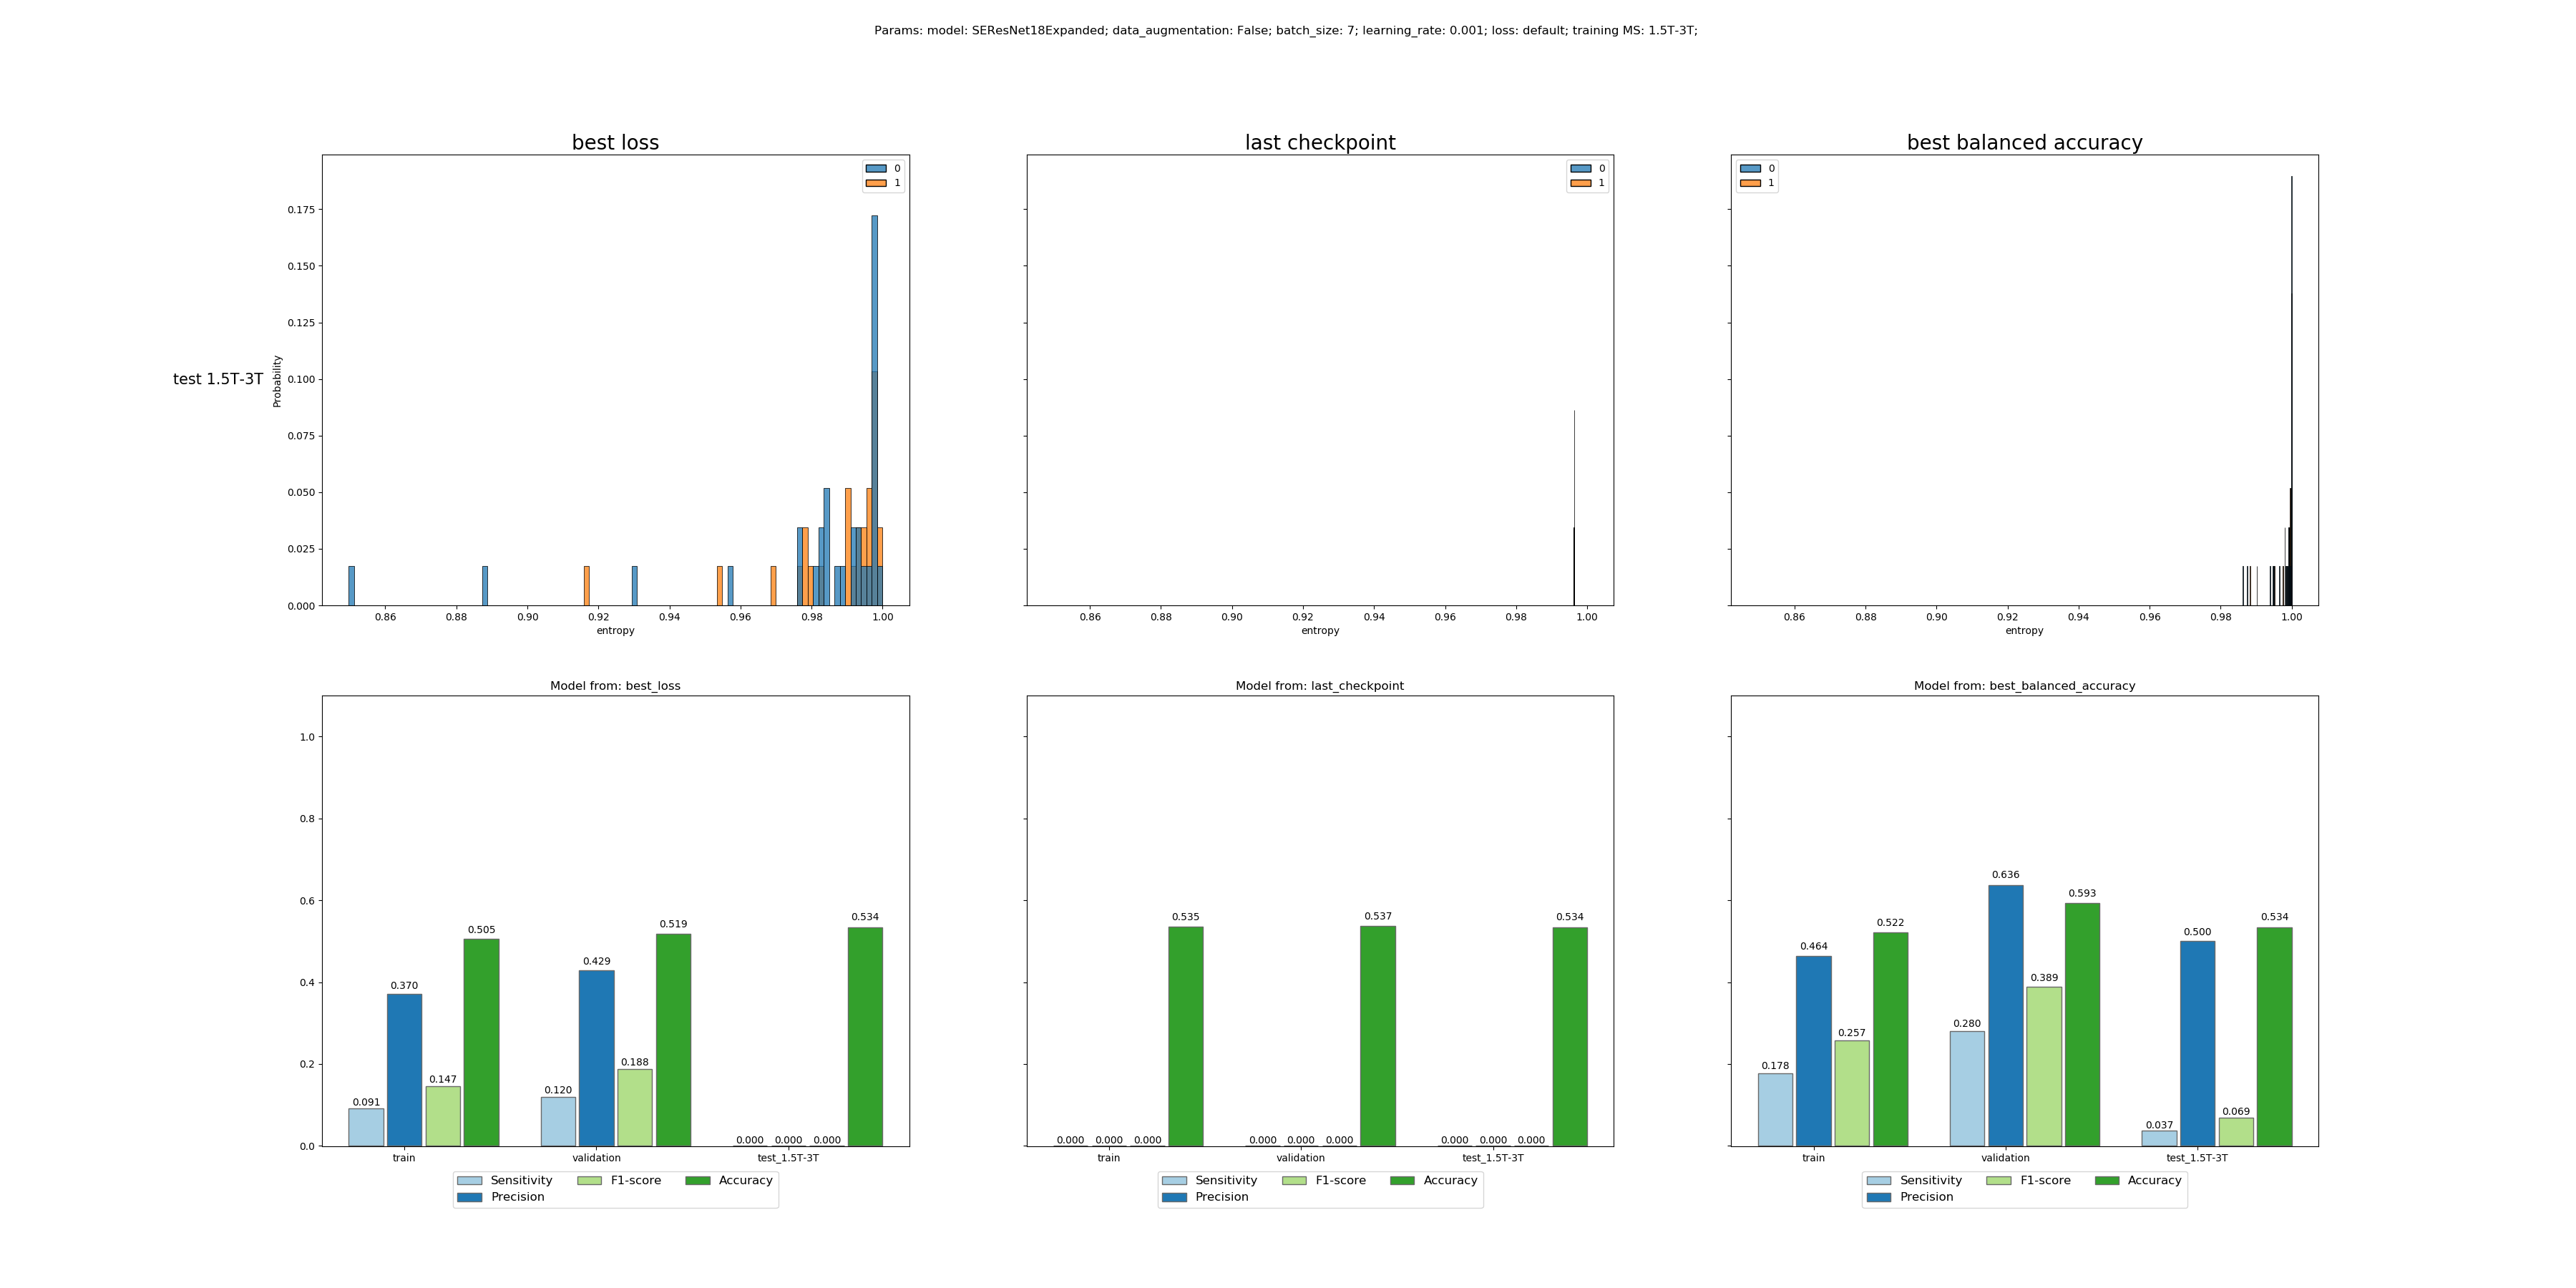 Params: model: SEResNet18Expanded; data_augmentation: False; batch_size: 7; learning_rate: 0.001; loss: default; training MS: 1.5T-3T;
best loss
last checkpoint
best balanced accuracy
test 1.5T-3T
Probability
0.175
0.150
0.125
0.100
0.075
0.050
0.025
0.000
0
1
0.86 0.88 0.90 0.92 0.94 0.96 0.98 1.00
entropy
0
1
0.86 0.88 0.90 0.92 0.94 0.96 0.98 1.00
entropy
0
1
0.86 0.88 0.90 0.92 0.94 0.96 0.98 1.00
entropy
Model from: best_loss
1.0
0.8
0.6
0.4
0.2
0.0
0.091 0.370 0.147 0.505
0.120 0.429 0.188 0.519
0.000 0.000 0.000 0.534
train validation test_1.5T-3T
Sensitivity F1-score Accuracy
Precision
Model from: last_checkpoint
0.000 0.000 0.000 0.535
0.000 0.000 0.000 0.537
0.000 0.000 0.000 0.534
train validation test_1.5T-3T
Sensitivity F1-score Accuracy
Precision
Model from: best_balanced_accuracy
0.178 0.464 0.257 0.522
0.280 0.636 0.389 0.593
0.037 0.500 0.069 0.534
train validation test_1.5T-3T
Sensitivity F1-score Accuracy
Precision